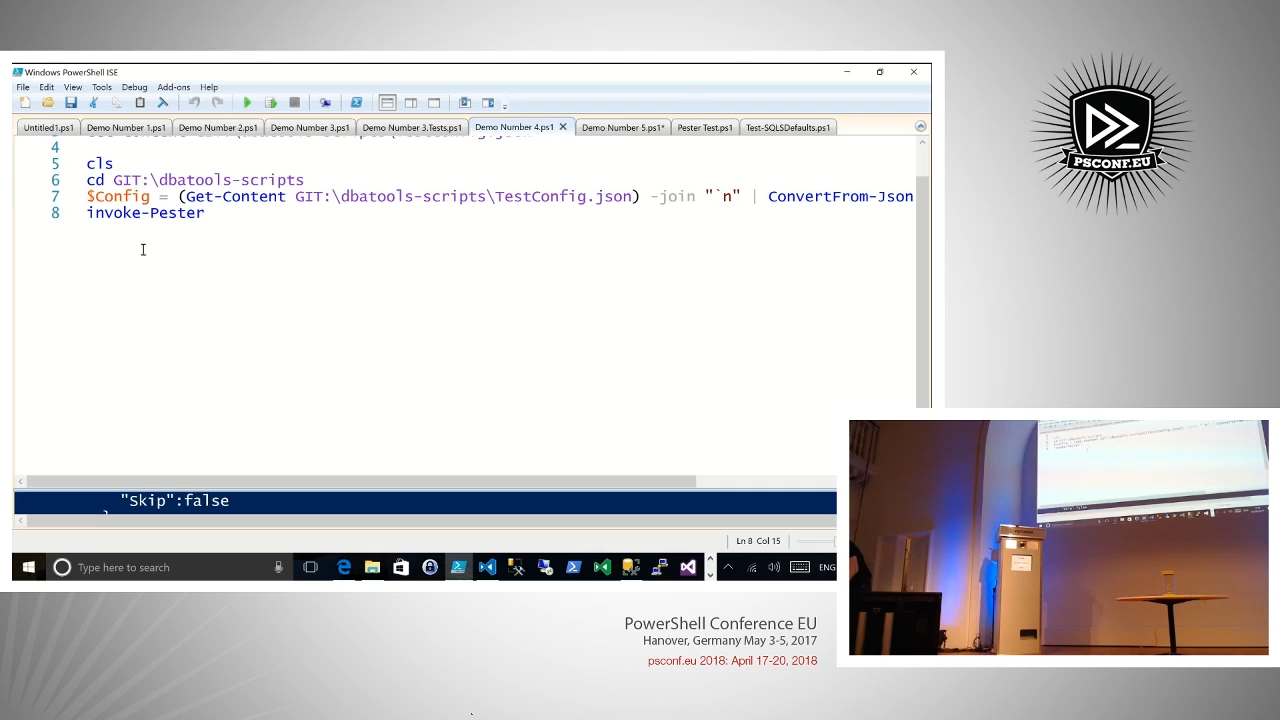 Windows PowerShell ISE
File Edit View Tools Debug Add-ons Help
Untitled1.ps1 Demo Number 1.ps1 Demo Number 2.ps1 Demo Number 3.ps1 Demo Number 3.Tests.ps1 Demo Number 4.ps1 Demo Number 5.ps1* Pester Test.ps1 Test-SQLSDefaults.ps1
4
5 cls
6 cd GIT:\dbatools-scripts
7 $Config = (Get-Content GIT:\dbatools-scripts\TestConfig.json) -join "`n" | ConvertFrom-Json
8 invoke-Pester
"Skip":false
Ln 8 Col 15
Type here to search
ENG
PSCONF.EU
PowerShell Conference EU
Hanover, Germany May 3-5, 2017
psconf.eu 2018: April 17-20, 2018